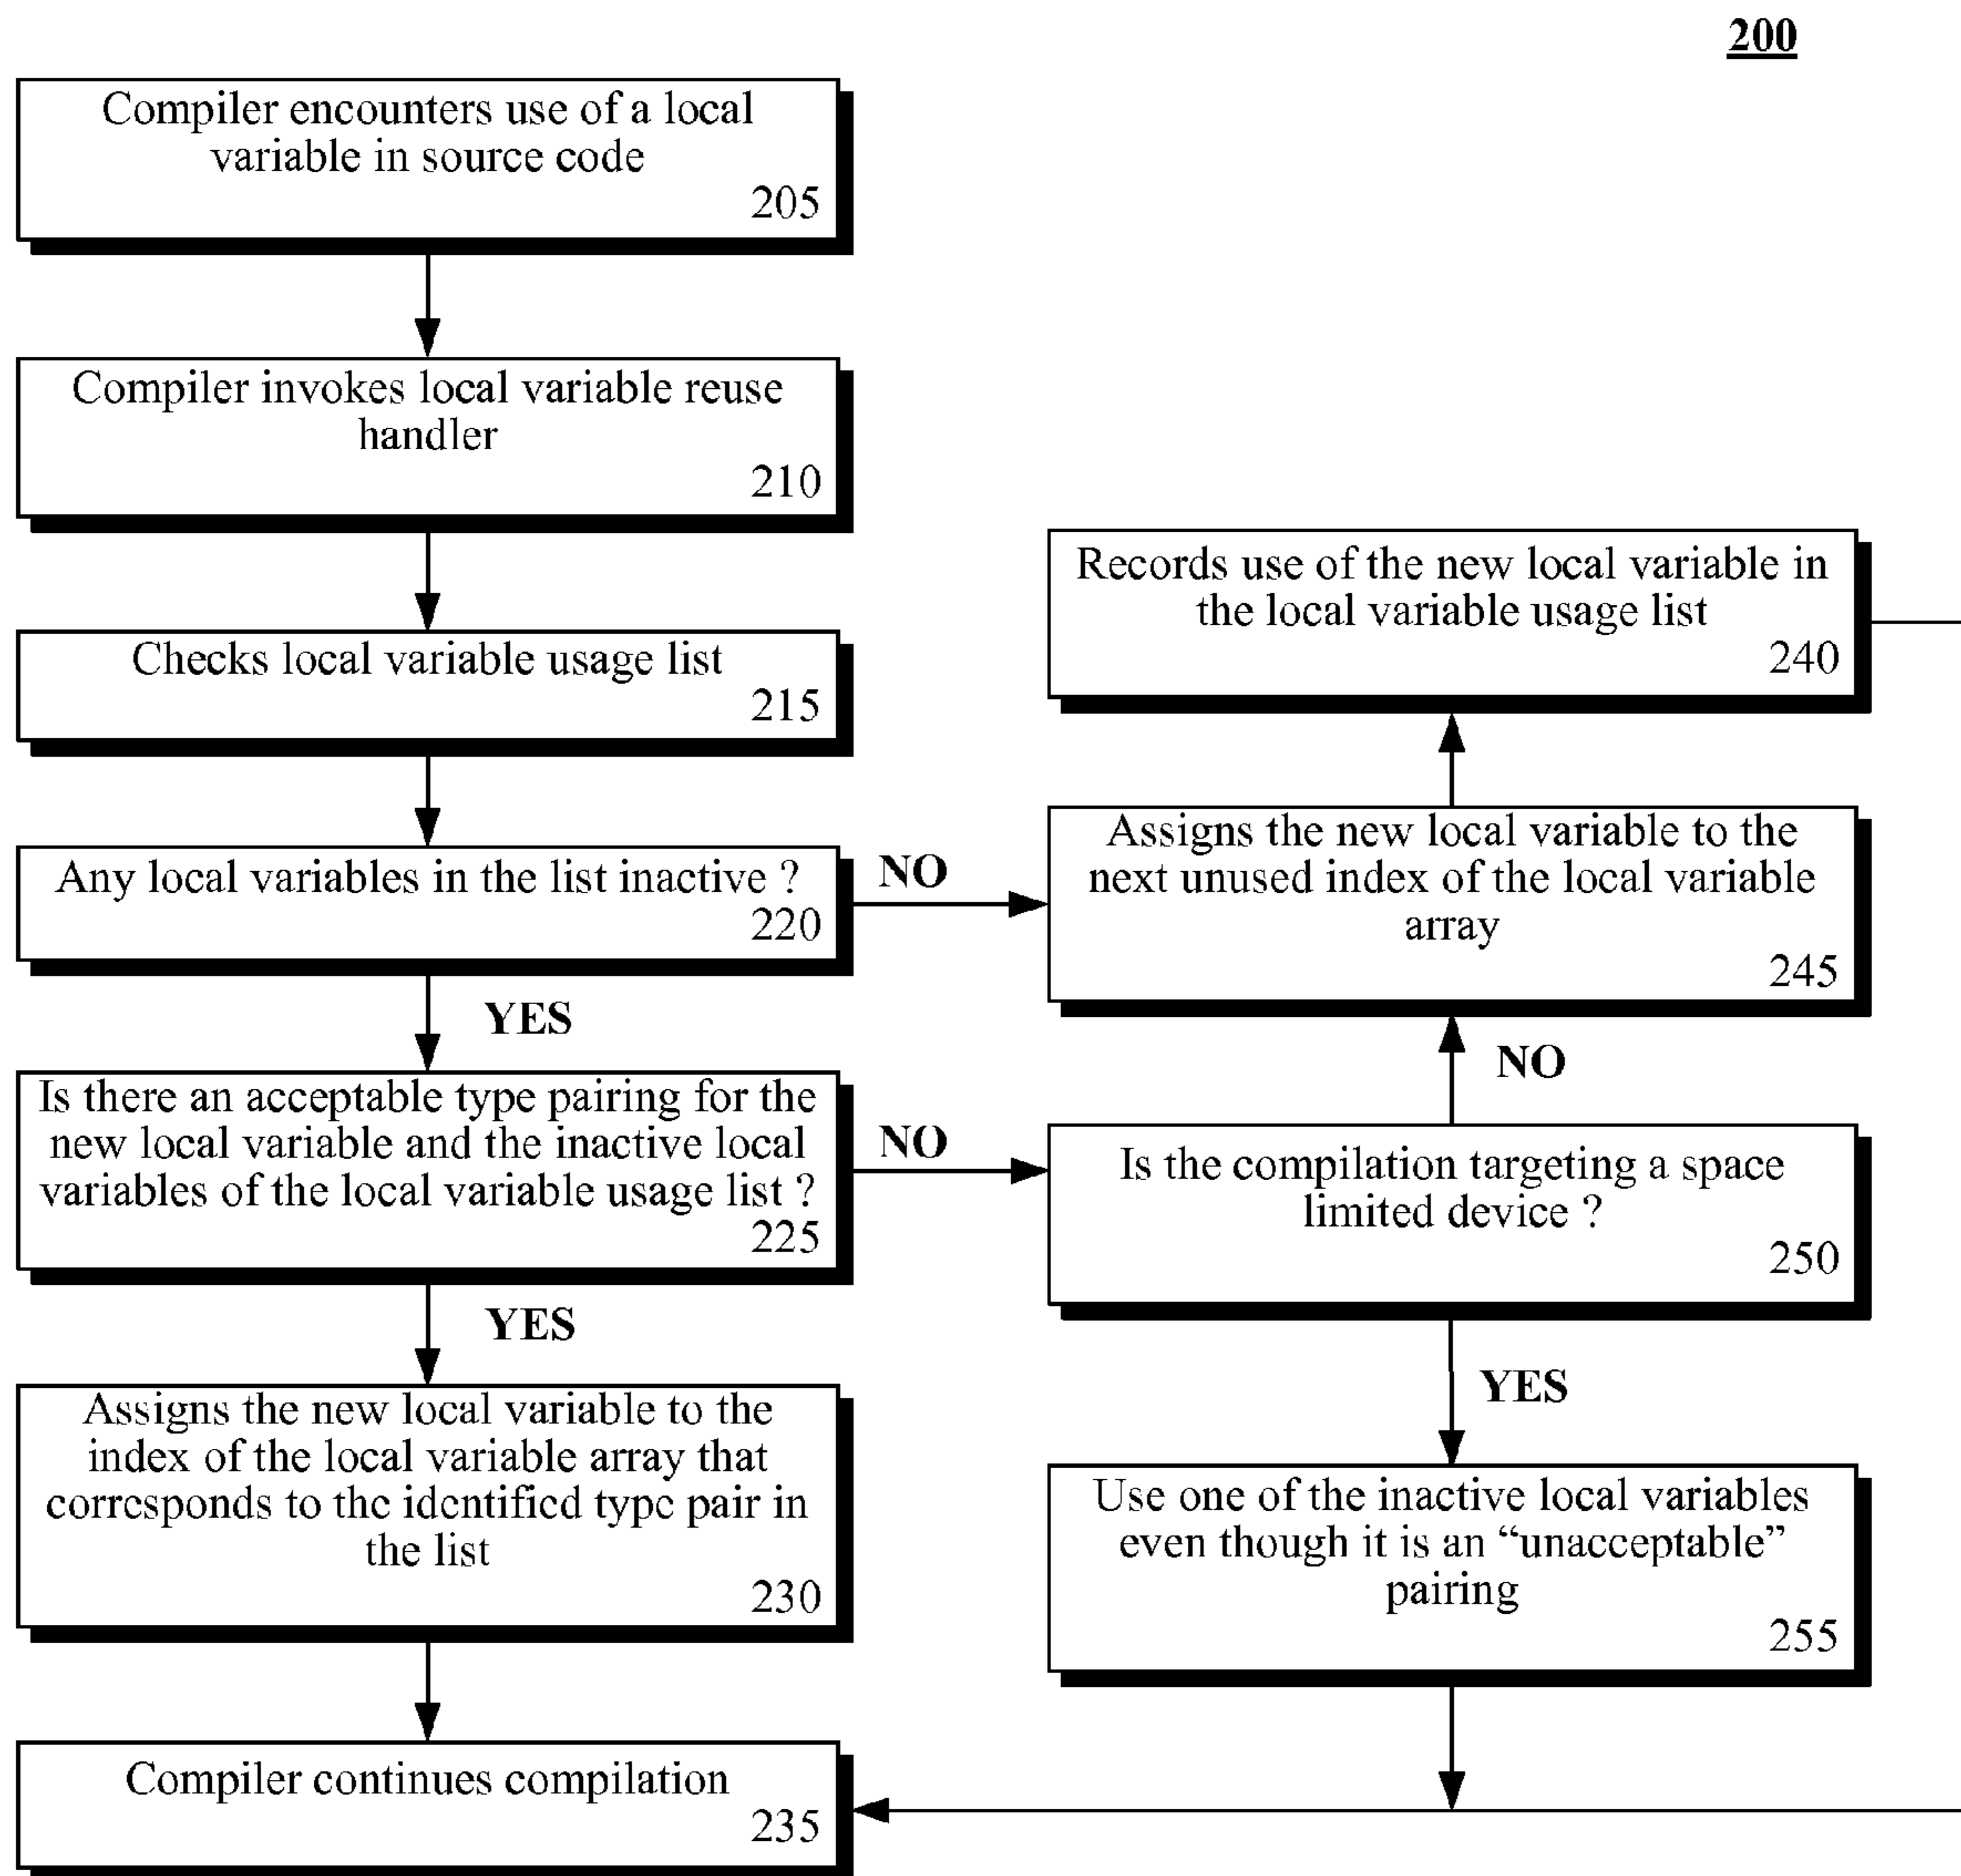 200
Compiler encounters use of a local
variable in source code
205
Compiler invokes local variable reuse
handler
210
Checks local variable usage list
215
Any local variables in the list inactive ?
220
NO
YES
Is there an acceptable type pairing for the
new local variable and the inactive local
variables of the local variable usage list ?
225
NO
YES
Assigns the new local variable to the
index of the local variable array that
corresponds to the identified type pair in
the list
230
Compiler continues compilation
235
Records use of the new local variable in
the local variable usage list
240
Assigns the new local variable to the
next unused index of the local variable
array
245
NO
Is the compilation targeting a space
limited device ?
250
YES
Use one of the inactive local variables
even though it is an “unacceptable”
pairing
255